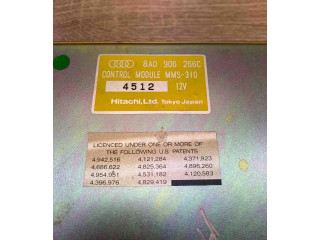 8A0 906 266C
CONTROL MODULE MMS-310
4512 12V
Hitachi, Ltd. Tokyo Japan
LICENCED UNDER ONE OR MORE OF
THE FOLLOWING U.S. PATENTS
4,942,516 4,121,284 4,371,923
4,666,622 4,825,364 4,896,260
4,954,951 4,531,182 4,120,583
4,396,976 4,829,419